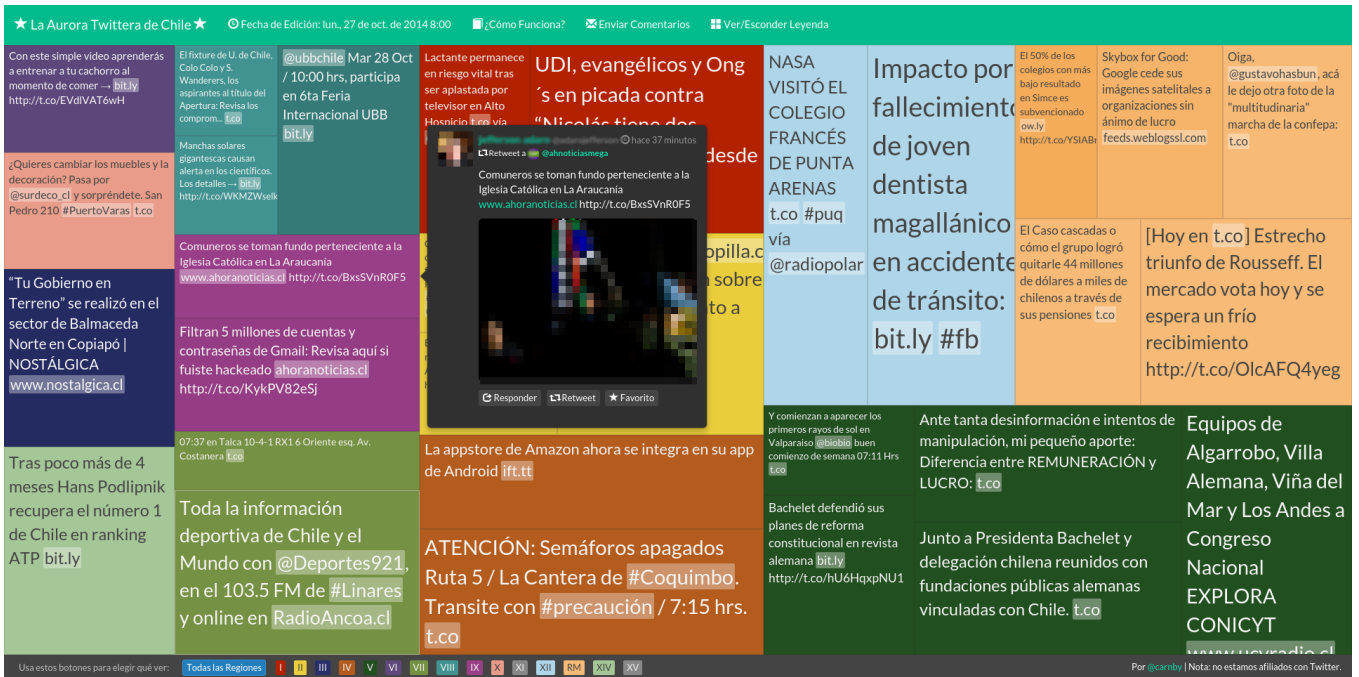 ★ La Aurora Twittera de Chile ★
Fecha de Edición: lun., 27 de oct. de 2014 8:00
¿Cómo Funciona?
Enviar Comentarios
Ver/Esconder Leyenda
Con este simple video aprenderás
a entrenar a tu cachorro al
momento de comer → bit.ly
http://t.co/EVdlVAT6wH
¿Quieres cambiar los muebles y la
decoración? Pasa por
@surdeco_cl y sorpréndete. San
Pedro 210 #PuertoVaras t.co
“Tu Gobierno en
Terreno” se realizó en el
sector de Balmaceda
Norte en Copiapó |
NOSTÁLGICA
www.nostalgica.cl
Tras poco más de 4
meses Hans Podlipnik
recupera el número 1
de Chile en ranking
ATP bit.ly
El fixture de U. de Chile,
Colo Colo y S.
Wanderers, los
aspirantes al título del
Apertura: Revisa los
comprom... t.co
Manchas solares
gigantescas causan
alerta en los científicos.
Los detalles → bit.ly
http://t.co/WKMZWselk
@ubbchile Mar 28 Oct
/ 10:00 hrs, participa
en 6ta Feria
Internacional UBB
bit.ly
Comuneros se toman fundo perteneciente a la
Iglesia Católica en La Araucanía
www.ahoranoticias.cl http://t.co/BxsSVnR0F5
Filtran 5 millones de cuentas y
contraseñas de Gmail: Revisa aquí si
fuiste hackeado ahoranoticias.cl
http://t.co/KykPV82eSj
07:37 en Talca 10-4-1 RX1 6 Oriente esq. Av.
Costanera t.co
Toda la información
deportiva de Chile y el
Mundo con @Deportes921,
en el 103.5 FM de #Linares
y online en RadioAncoa.cl
Lactante permanece
en riesgo vital tras
ser aplastada por
televisor en Alto
Hospicio t.co vía
UDI, evangélicos y Ong
´s en picada contra
“Nicolás tiene dos
desde
hace 37 minutos
Retweet a @ahnoticiasmega
Comuneros se toman fundo perteneciente a la
Iglesia Católica en La Araucanía
www.ahoranoticias.cl http://t.co/BxsSVnR0F5
Responder
Retweet
★ Favorito
opilla.c
sobre
to a
La appstore de Amazon ahora se integra en su app
de Android ift.tt
ATENCIÓN: Semáforos apagados
Ruta 5 / La Cantera de #Coquimbo.
Transite con #precaución / 7:15 hrs.
t.co
NASA
VISITÓ EL
COLEGIO
FRANCÉS
DE PUNTA
ARENAS
t.co #puq
vía
@radiopolar
Impacto por
fallecimiento
de joven
dentista
magallánico
en accidente
de tránsito:
bit.ly #fb
El 50% de los
colegios con más
bajo resultado
en Simce es
subvencionado
ow.ly
http://t.co/YSIABr
Skybox for Good:
Google cede sus
imágenes satelitales a
organizaciones sin
ánimo de lucro
feeds.weblogssl.com
Oiga,
@gustavohasbun, acá
le dejo otra foto de la
"multitudinaria"
marcha de la confepa:
t.co
El Caso cascadas o
cómo el grupo logró
quitarle 44 millones
de dólares a miles de
chilenos a través de
sus pensiones t.co
[Hoy en t.co] Estrecho
triunfo de Rousseff. El
mercado vota hoy y se
espera un frío
recibimiento
http://t.co/OlcAFQ4yeg
Y comienzan a aparecer los
primeros rayos de sol en
Valparaiso @biobio buen
comienzo de semana 07:11 Hrs
t.co
Bachelet defendió sus
planes de reforma
constitucional en revista
alemana bit.ly
http://t.co/hU6HqxpNU1
Ante tanta desinformación e intentos de
manipulación, mi pequeño aporte:
Diferencia entre REMUNERACIÓN y
LUCRO: t.co
Junto a Presidenta Bachelet y
delegación chilena reunidos con
fundaciones públicas alemanas
vinculadas con Chile. t.co
Equipos de
Algarrobo, Villa
Alemana, Viña del
Mar y Los Andes a
Congreso
Nacional
EXPLORA
CONICYT
www.ucvradio.cl
Usa estos botones para elegir qué ver:
Todas las Regiones I II III IV V VI VII VIII IX X XI XII RM XIV XV
Por @carnby | Nota: no estamos afiliados con Twitter.